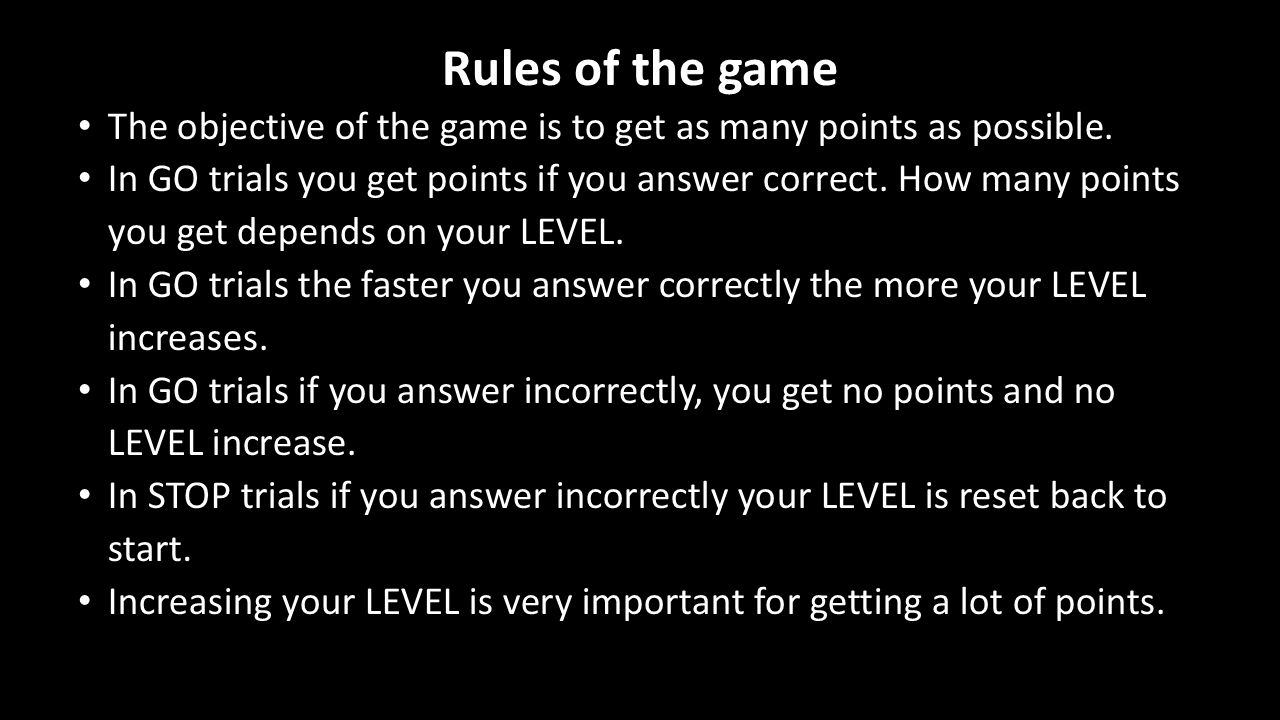 Rules of the game
• The objective of the game is to get as many points as possible.
• In GO trials you get points if you answer correct. How many points
you get depends on your LEVEL.
• In GO trials the faster you answer correctly the more your LEVEL
increases.
• In GO trials if you answer incorrectly, you get no points and no
LEVEL increase.
• In STOP trials if you answer incorrectly your LEVEL is reset back to
start.
• Increasing your LEVEL is very important for getting a lot of points.